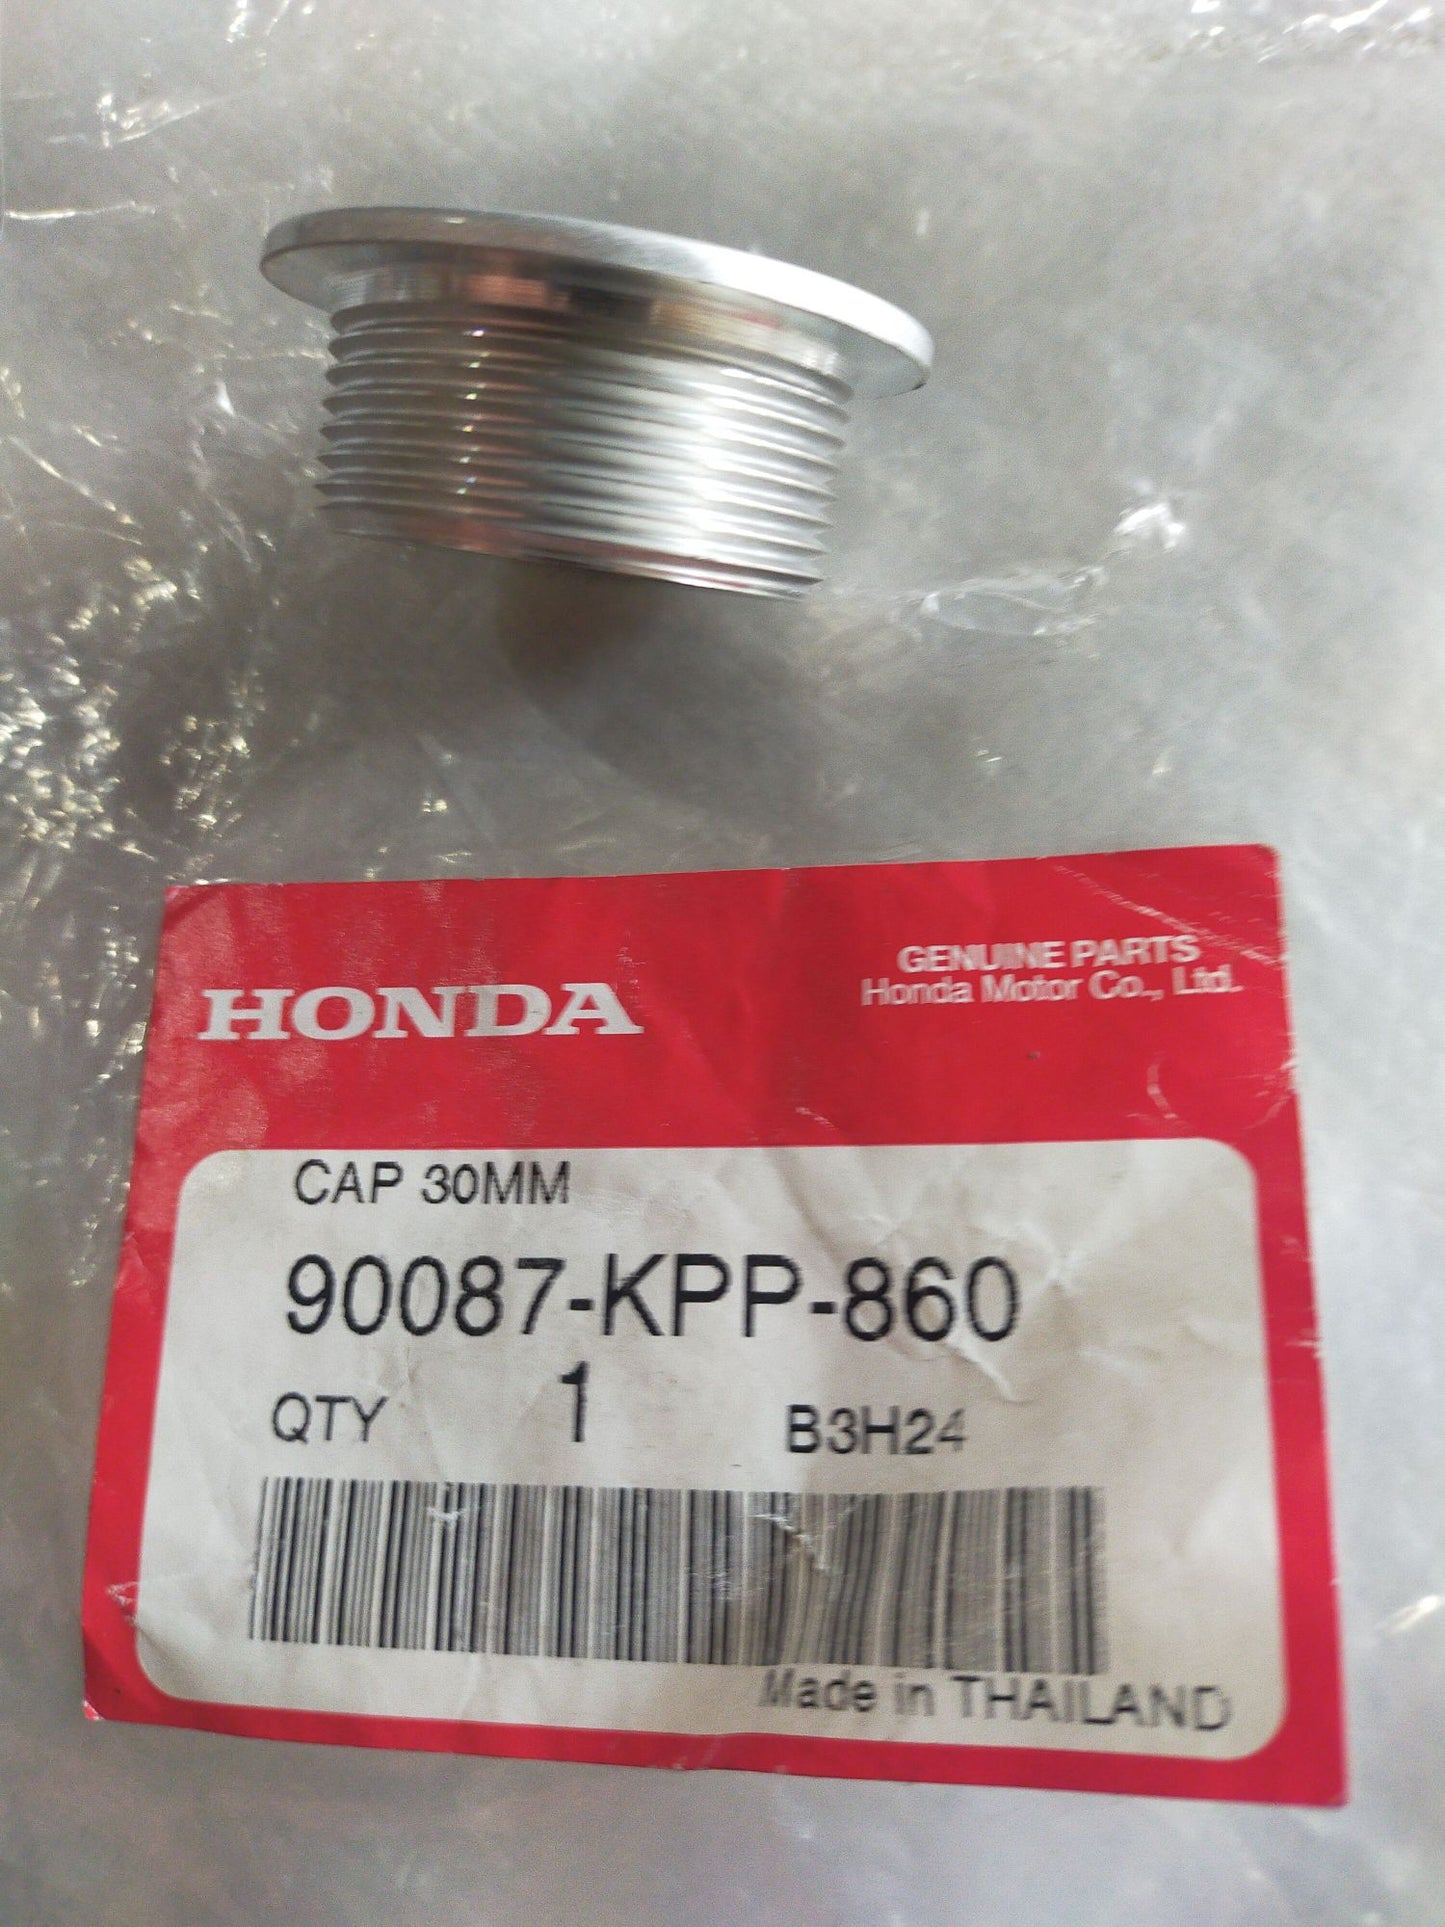 HONDA
GENUINE PARTS
Honda Motor Co., Ltd.
CAP 30MM
90087-KPP-860
QTY 1 B3H24
Made in THAILAND